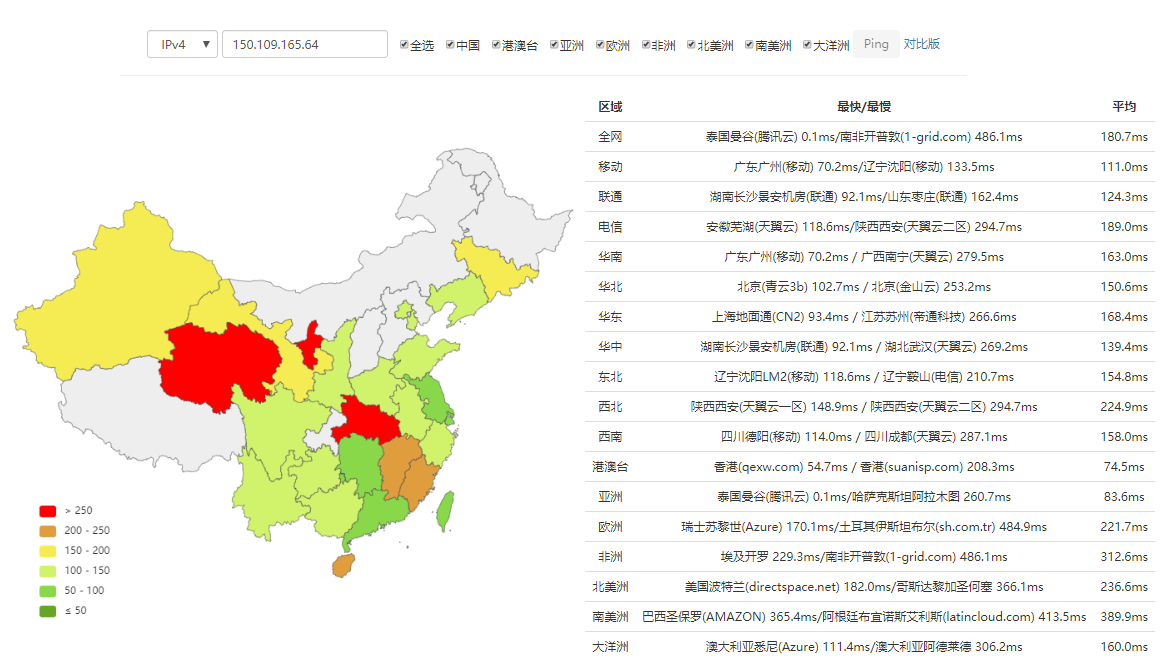 IPv4 ▼ 150.109.165.64 全选 中国 港澳台 亚洲 欧洲 非洲 北美洲 南美洲 大洋洲 Ping 对比版
区域 最快/最慢 平均
全网 泰国曼谷(腾讯云) 0.1ms/南非开普敦(1-grid.com) 486.1ms 180.7ms
移动 广东广州(移动) 70.2ms/辽宁沈阳(移动) 133.5ms 111.0ms
联通 湖南长沙景安机房(联通) 92.1ms/山东枣庄(联通) 162.4ms 124.3ms
电信 安徽芜湖(天翼云) 118.6ms/陕西西安(天翼云二区) 294.7ms 189.0ms
华南 广东广州(移动) 70.2ms / 广西南宁(天翼云) 279.5ms 163.0ms
华北 北京(青云3b) 102.7ms / 北京(金山云) 253.2ms 150.6ms
华东 上海地面通(CN2) 93.4ms / 江苏苏州(帝通科技) 266.6ms 168.4ms
华中 湖南长沙景安机房(联通) 92.1ms / 湖北武汉(天翼云) 269.2ms 139.4ms
东北 辽宁沈阳LM2(移动) 118.6ms / 辽宁鞍山(电信) 210.7ms 154.8ms
西北 陕西西安(天翼云一区) 148.9ms / 陕西西安(天翼云二区) 294.7ms 224.9ms
西南 四川德阳(移动) 114.0ms / 四川成都(天翼云) 287.1ms 158.0ms
港澳台 香港(qexw.com) 54.7ms / 香港(suanisp.com) 208.3ms 74.5ms
亚洲 泰国曼谷(腾讯云) 0.1ms/哈萨克斯坦阿拉木图 260.7ms 83.6ms
欧洲 瑞士苏黎世(Azure) 170.1ms/土耳其伊斯坦布尔(sh.com.tr) 484.9ms 221.7ms
非洲 埃及开罗 229.3ms/南非开普敦(1-grid.com) 486.1ms 312.6ms
北美洲 美国波特兰(directspace.net) 182.0ms/哥斯达黎加圣何塞 366.1ms 236.6ms
南美洲 巴西圣保罗(AMAZON) 365.4ms/阿根廷布宜诺斯艾利斯(latincloud.com) 413.5ms 389.9ms
大洋洲 澳大利亚悉尼(Azure) 111.4ms/澳大利亚阿德莱德 306.2ms 160.0ms
> 250
200 - 250
150 - 200
100 - 150
50 - 100
≤ 50